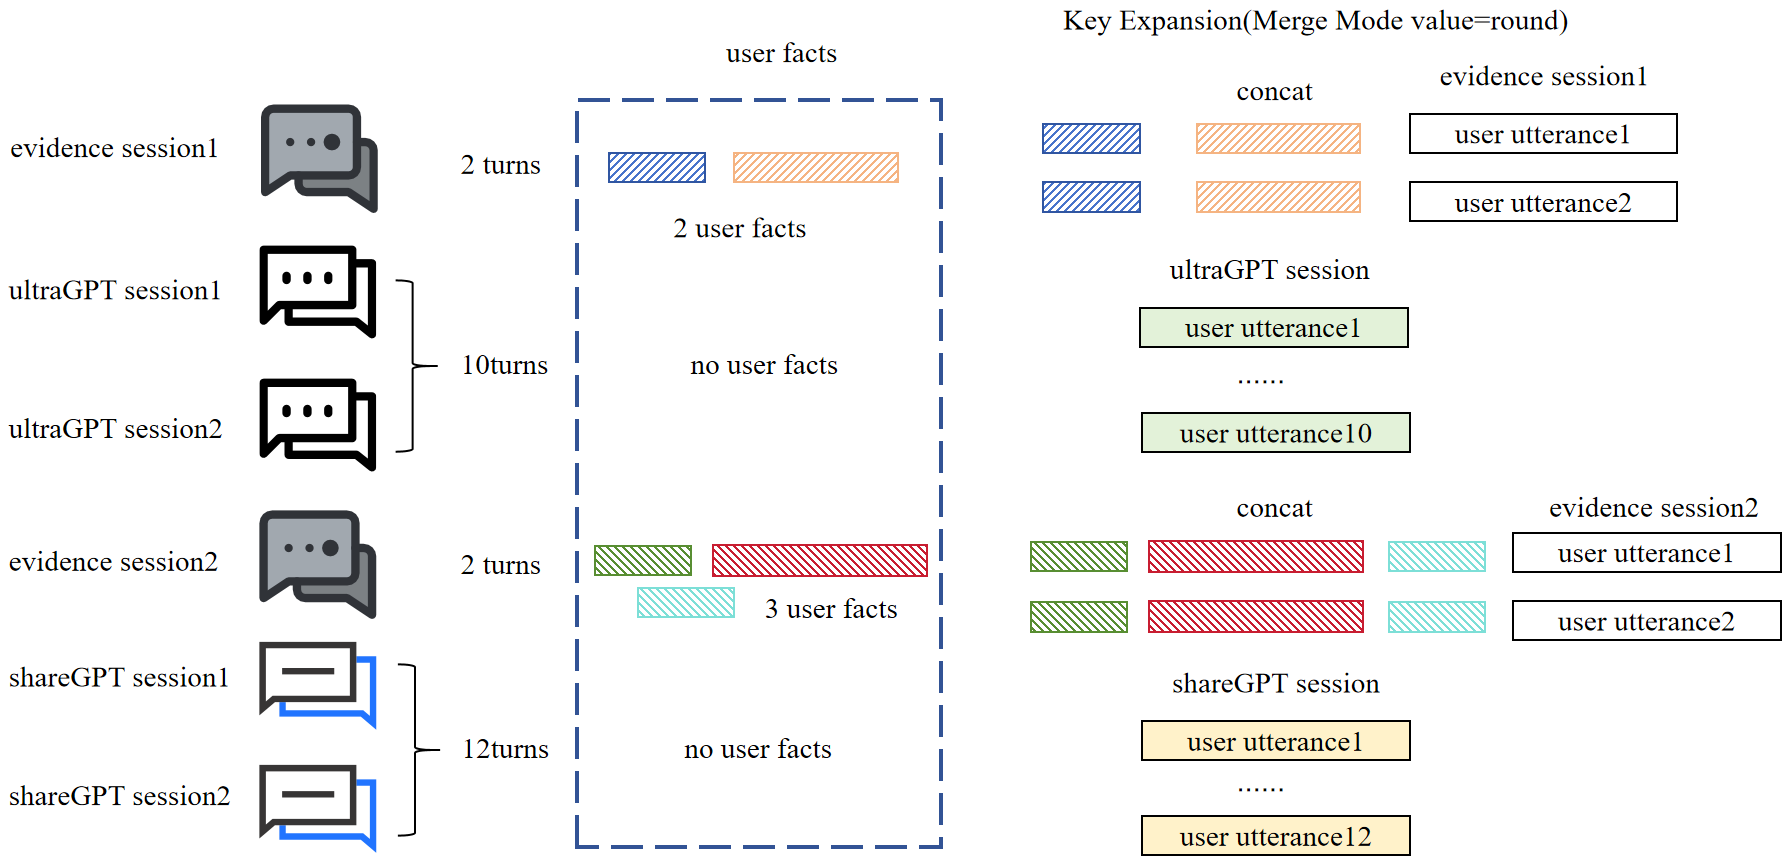 user facts
Key Expansion(Merge Mode value=round)
evidence session1
2 turns
2 user facts
concat
evidence session1
user utterance1
user utterance2
ultraGPT session1
ultraGPT session2
10turns
no user facts
ultraGPT session
user utterance1
......
user utterance10
evidence session2
2 turns
3 user facts
concat
evidence session2
user utterance1
user utterance2
shareGPT session1
shareGPT session2
12turns
no user facts
shareGPT session
user utterance1
......
user utterance12